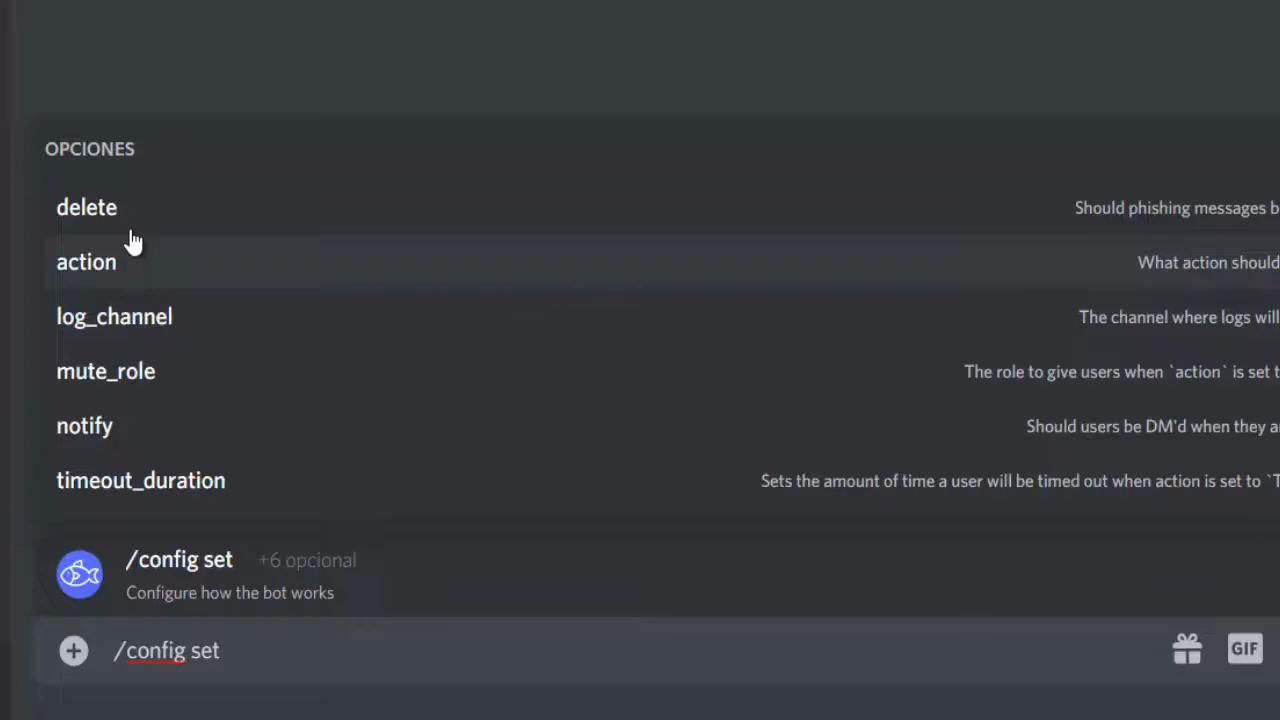 OPCIONES
delete Should phishing messages b
action What action should
log_channel The channel where logs will
mute_role The role to give users when `action` is set t
notify Should users be DM'd when they a
timeout_duration Sets the amount of time a user will be timed out when action is set to `T
/config set +6 opcional
Configure how the bot works
/config set GIF